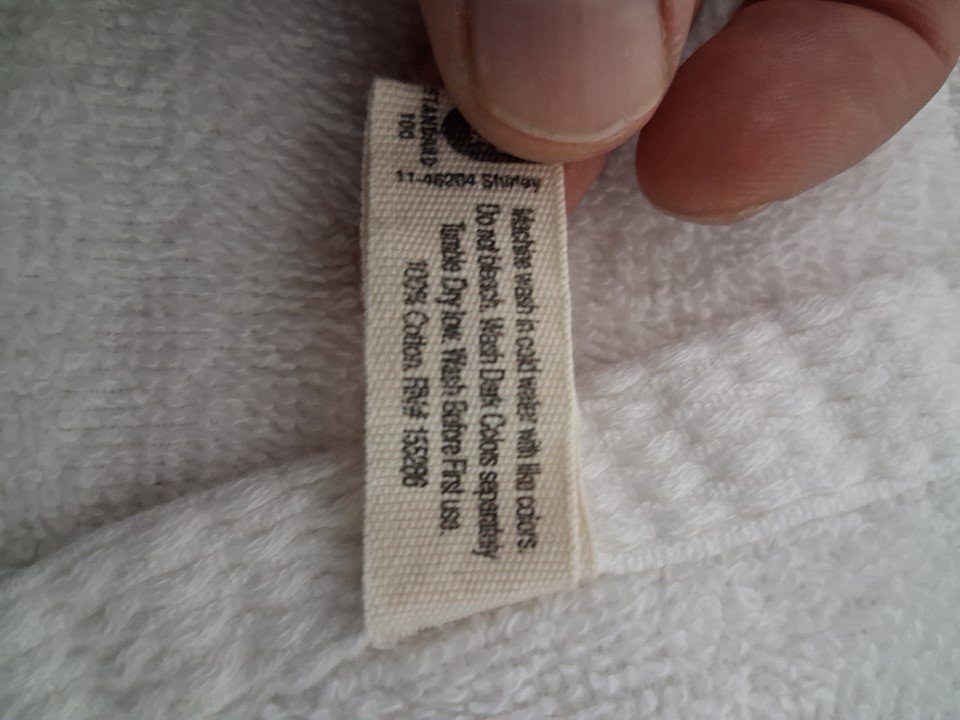 STANDARD
100
11-46204 Shirley
Machine wash in cold water with like colors.
Do not bleach. Wash Dark Colors separately
Tumble Dry low. Wash Before First use.
100% Cotton. RN# 155286